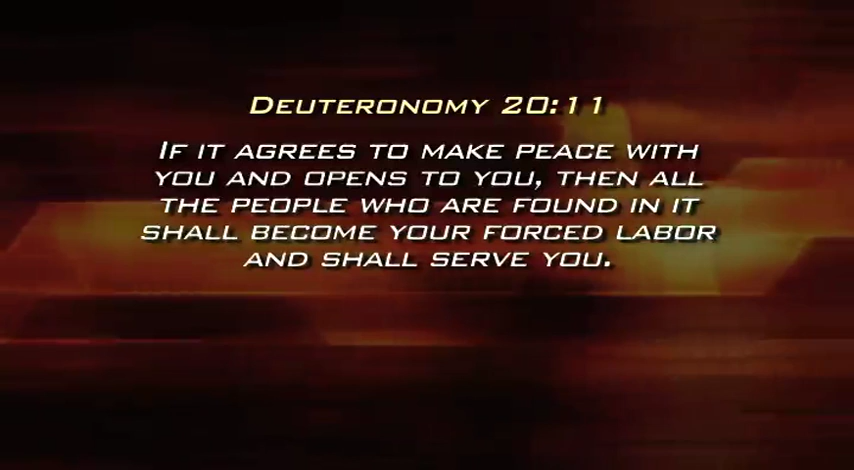 Deuteronomy 20:11
If it agrees to make peace with
you and opens to you, then all
the people who are found in it
shall become your forced labor
and shall serve you.